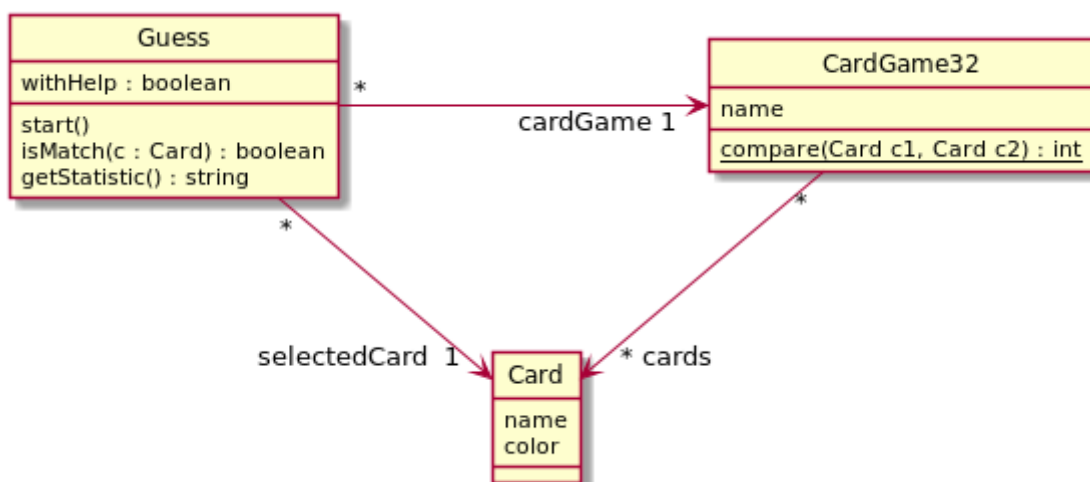 Guess
withHelp : boolean
start()
isMatch(c : Card) : boolean
getStatistic() : string
*
cardGame 1
CardGame32
name
compare(Card c1, Card c2) : int
*
*
selectedCard 1
* cards
Card
name
color